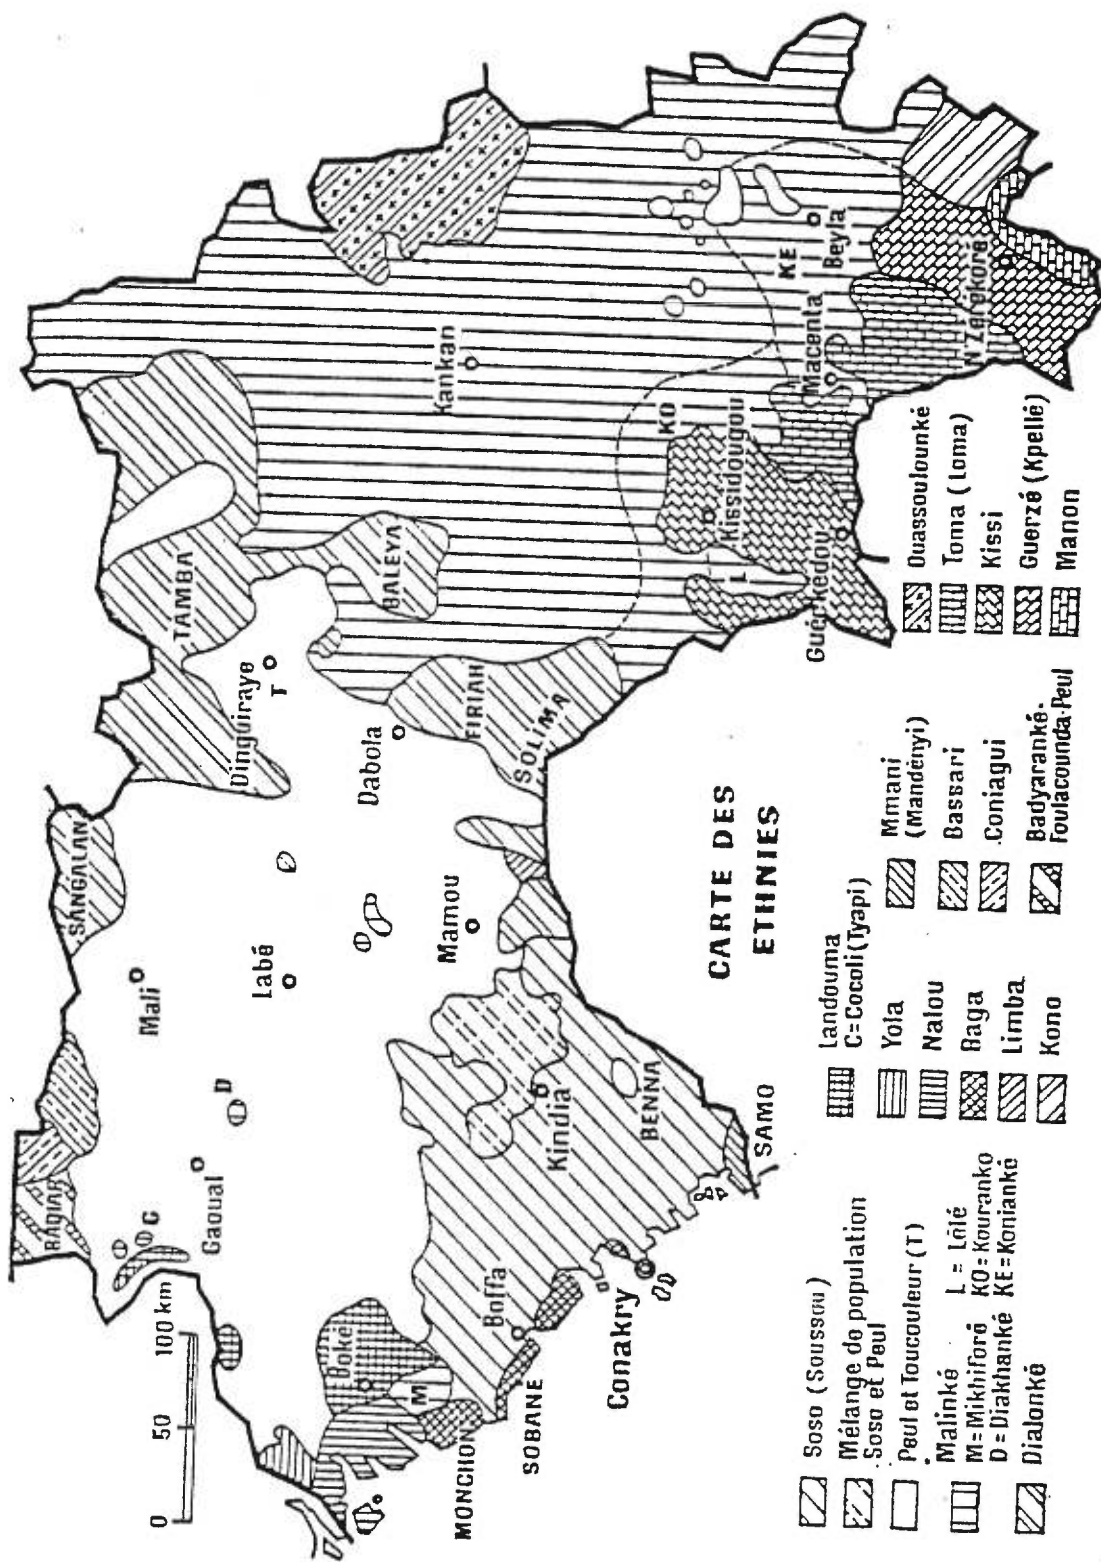 CARTE DES
ETHNIES
0 50 100 km
BADIAR
SANGALAN
Mali
C
Gaoual
D
Labé
TAMBA
Dinguiraye
T
BALEYA
Dabola
FIRIAH
SOLIMA
Mamou
Kankan
Boké
M
MONCHON
SOBANE
Boffa
Conakry
Kindia
BENNA
SAMO
KO
Kissidougou
L
Guérkédou
Macenta
KE
Beyla
N'Zérékoré
Soso (Soussou)
Mélange de population
Soso et Peul
Peul et Toucouleur (T)
Malinké
M=Mikhiforé L = Lélé
D = Diakhanké KO=Kouranko
KE=Konianké
Dialonké
Landouma
C=Cocoli (Tyapi)
Yola
Nalou
Baga
Limba
Kono
Mmani
(Mandényi)
Bassari
Coniagui
Badyaranké-
Foulacounda-Peul
Ouassoulounké
Toma (Loma)
Kissi
Guerzé (Kpellé)
Manon